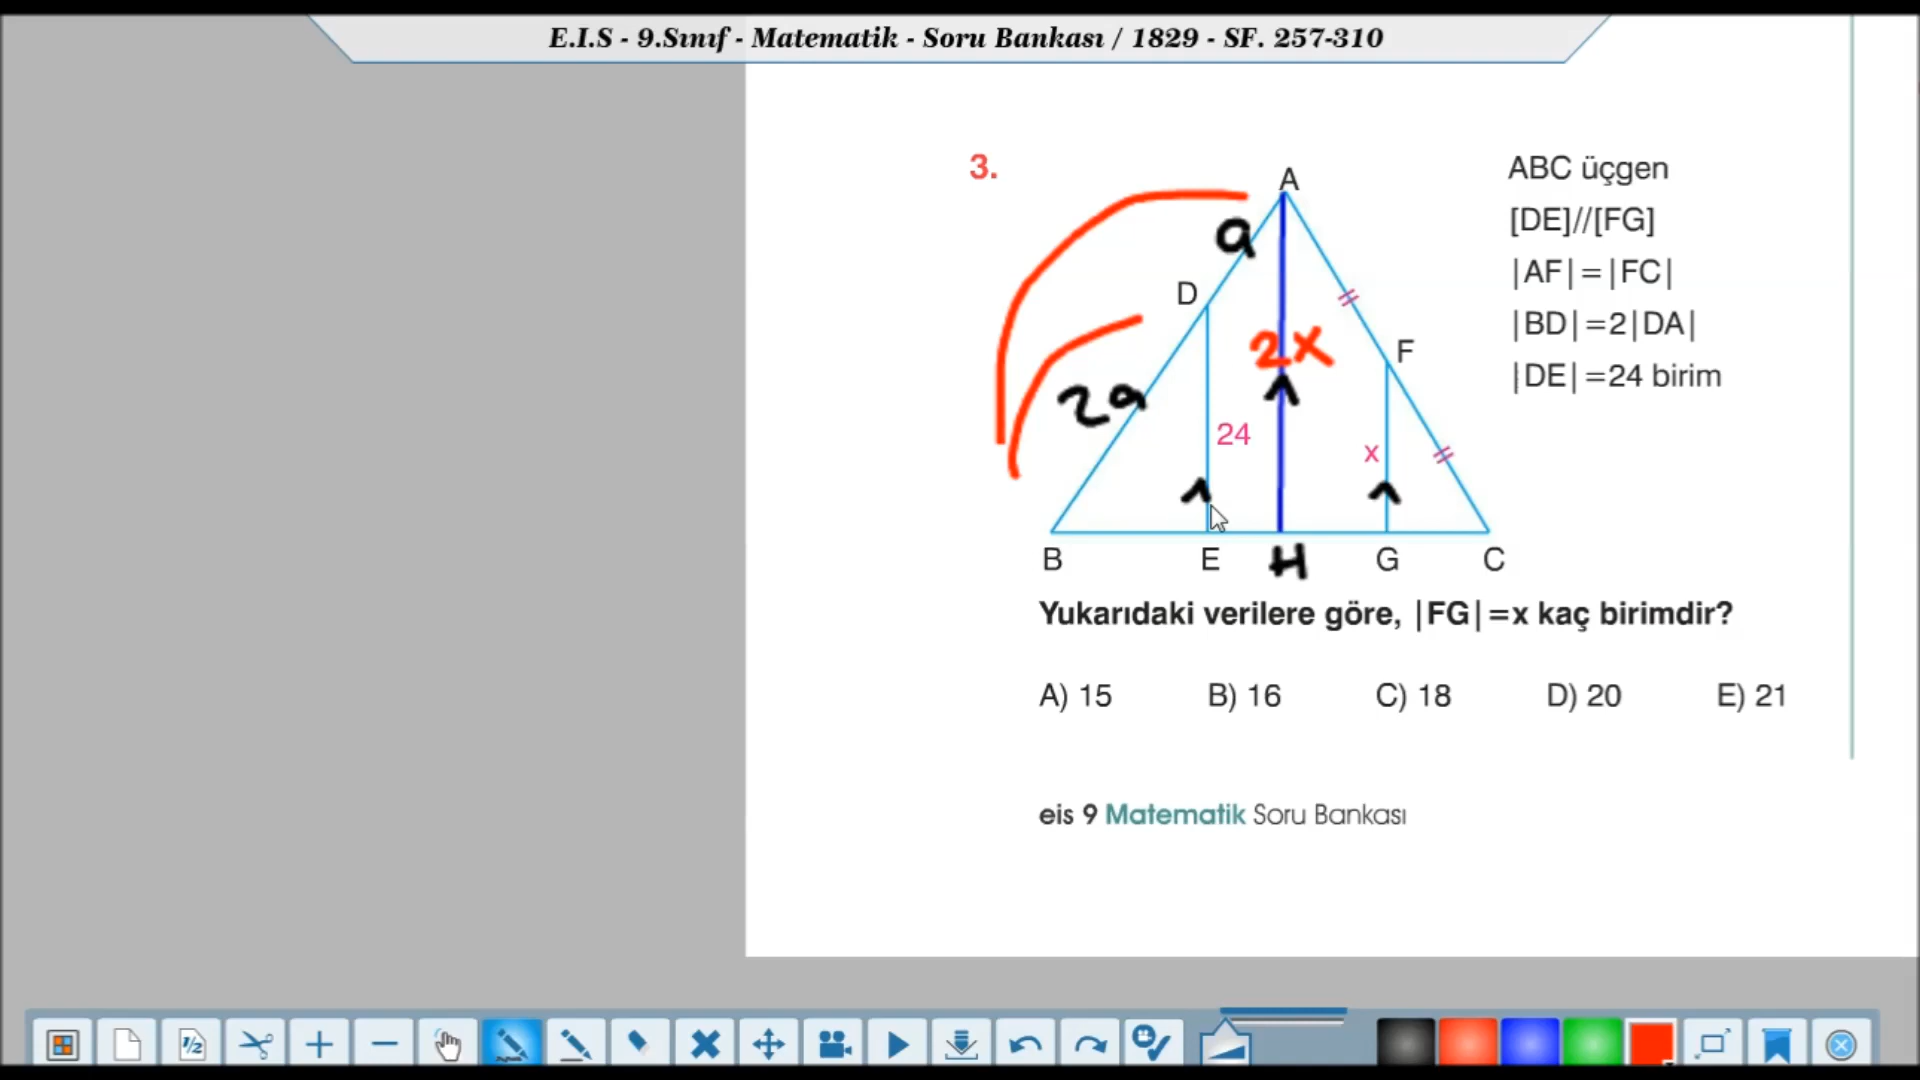 E.I.S - 9.Sınıf - Matematik - Soru Bankası / 1829 - SF. 257-310
3.
A
ABC üçgen
[DE]//[FG]
|AF|=|FC|
|BD|=2|DA|
|DE|=24 birim
a
D
2x
F
2a
24
x
B
E
H
G
C
Yukarıdaki verilere göre, |FG|=x kaç birimdir?
A) 15 B) 16 C) 18 D) 20 E) 21
eis 9 Matematik Soru Bankası
1/2